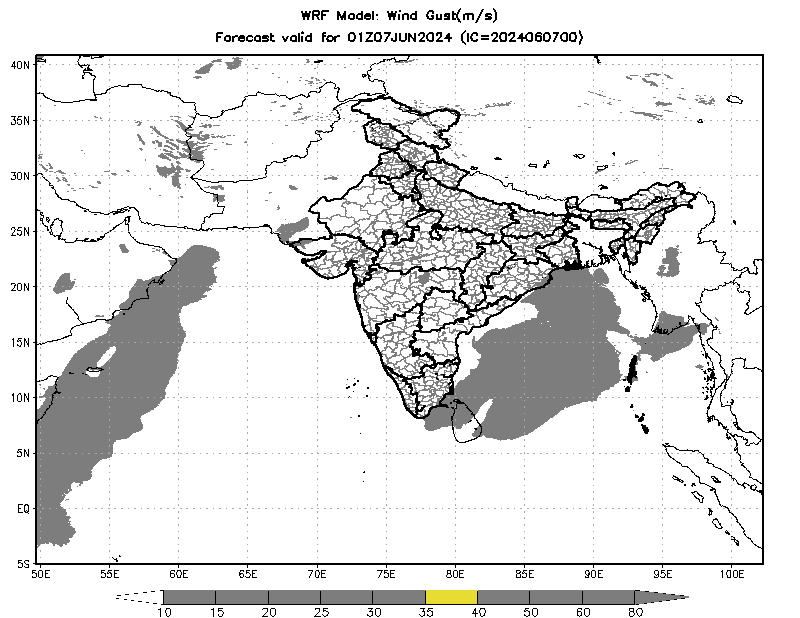 WRF Model: Wind Gust(m/s)
Forecast valid for 01Z07JUN2024 (IC=2024060700)
40N
35N
30N
25N
20N
15N
10N
5N
EQ
5S
50E 55E 60E 65E 70E 75E 80E 85E 90E 95E 100E
10 15 20 25 30 35 40 50 60 80